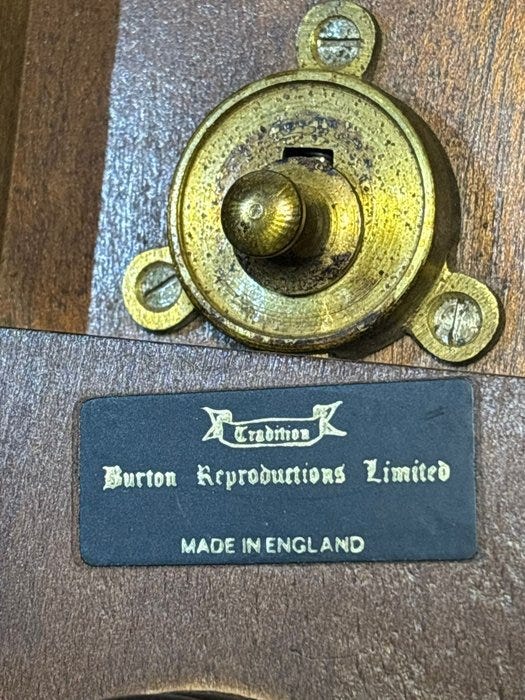 Tradition
Burton Reproductions Limited
MADE IN ENGLAND